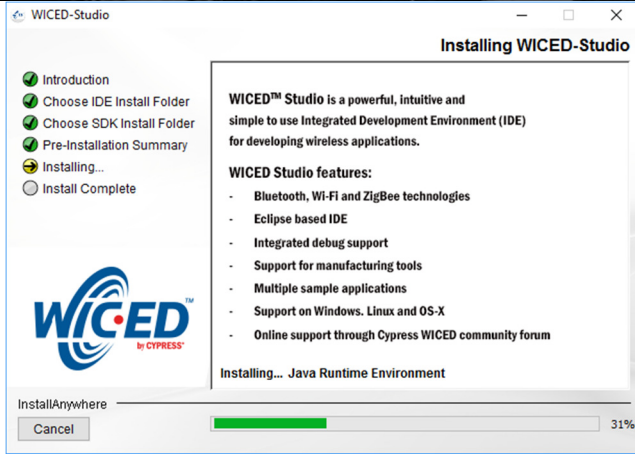 WICED-Studio
Installing WICED-Studio
Introduction
Choose IDE Install Folder
Choose SDK Install Folder
Pre-Installation Summary
Installing...
Install Complete
WICED™ Studio is a powerful, intuitive and
simple to use Integrated Development Environment (IDE)
for developing wireless applications.
WICED Studio features:
- Bluetooth, Wi-Fi and ZigBee technologies
- Eclipse based IDE
- Integrated debug support
- Support for manufacturing tools
- Multiple sample applications
- Support on Windows. Linux and OS-X
- Online support through Cypress WICED community forum
WICED™
by CYPRESS®
Installing... Java Runtime Environment
InstallAnywhere
Cancel
31%